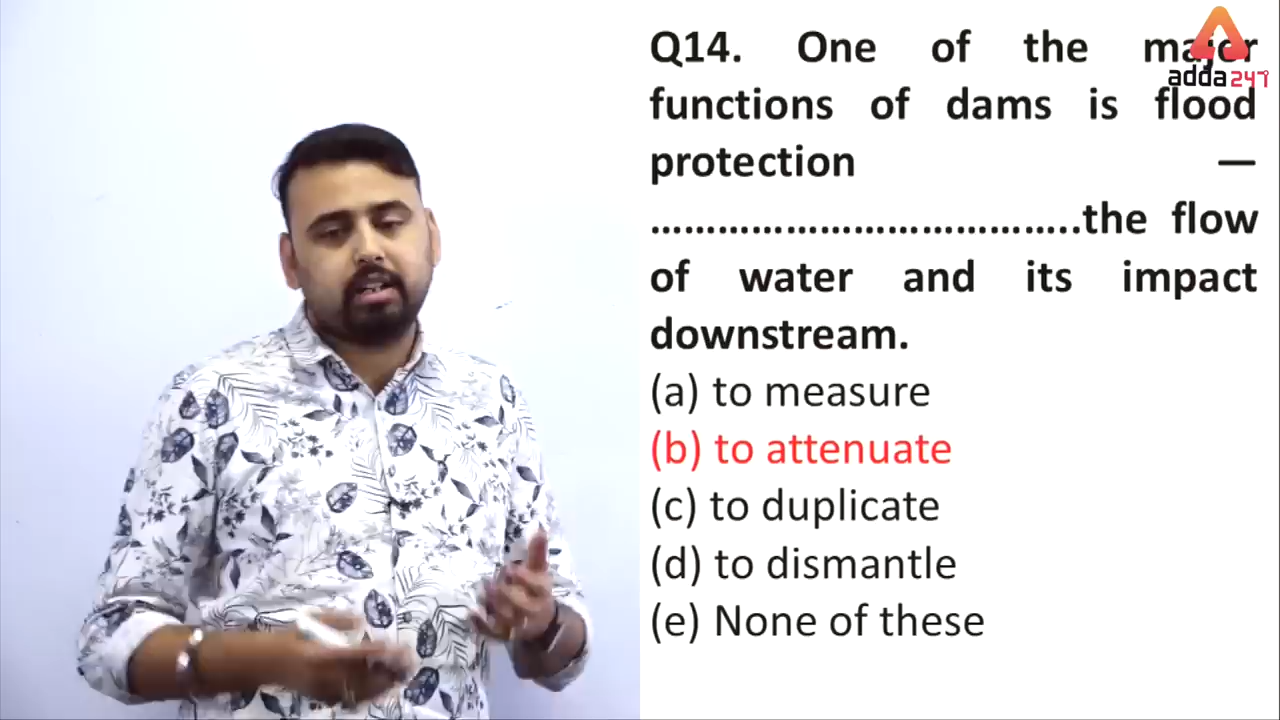 Q14. One of the major
adda247
functions of dams is flood
protection —
…………………………………..the flow
of water and its impact
downstream.
(a) to measure
(b) to attenuate
(c) to duplicate
(d) to dismantle
(e) None of these